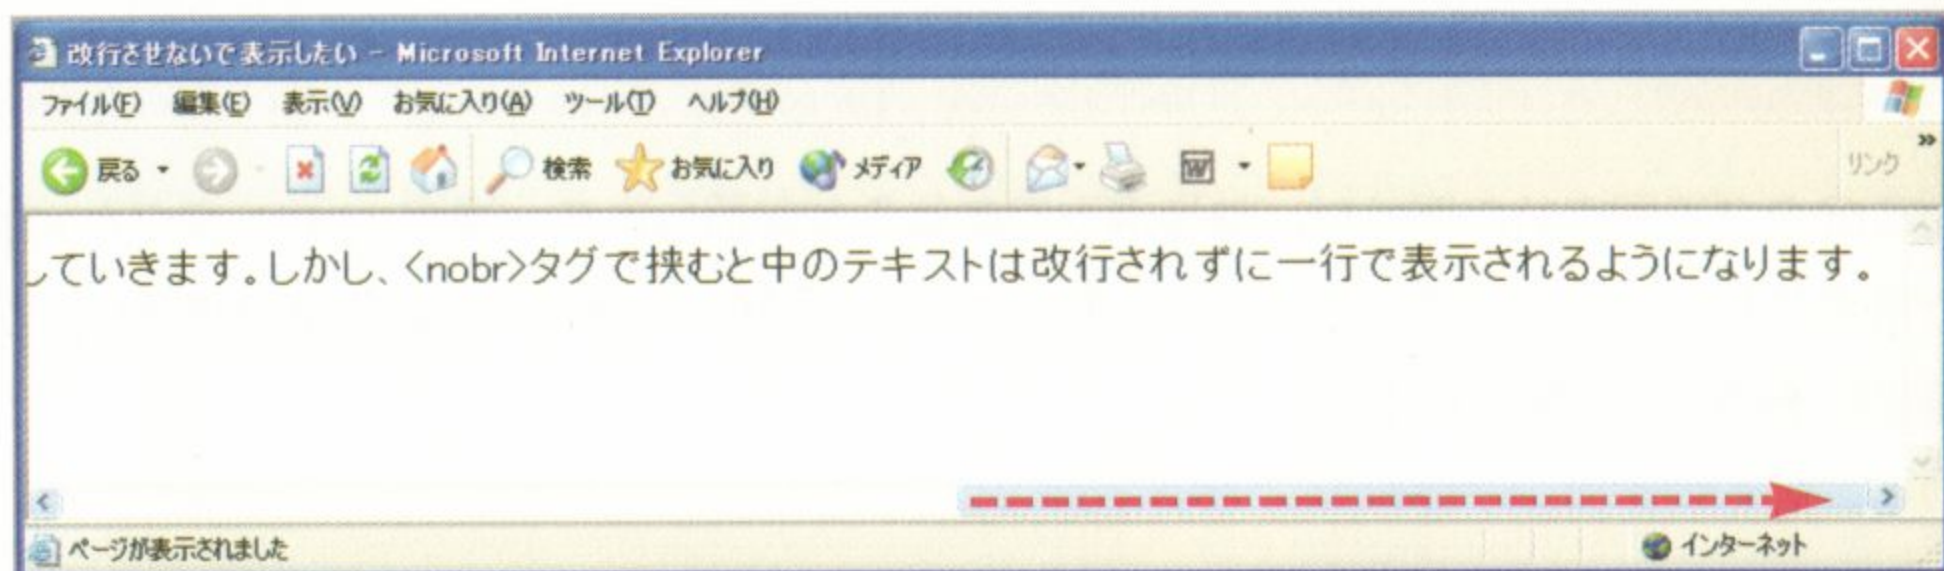 改行させないで表示したい - Microsoft Internet Explorer
ファイル(F) 編集(E) 表示(V) お気に入り(A) ツール(T) ヘルプ(H)
戻る 検索 お気に入り メディア W リンク »
していきます。しかし、<nobr>タグで挟むと中のテキストは改行されずに一行で表示されるようになります。
ページが表示されました インターネット